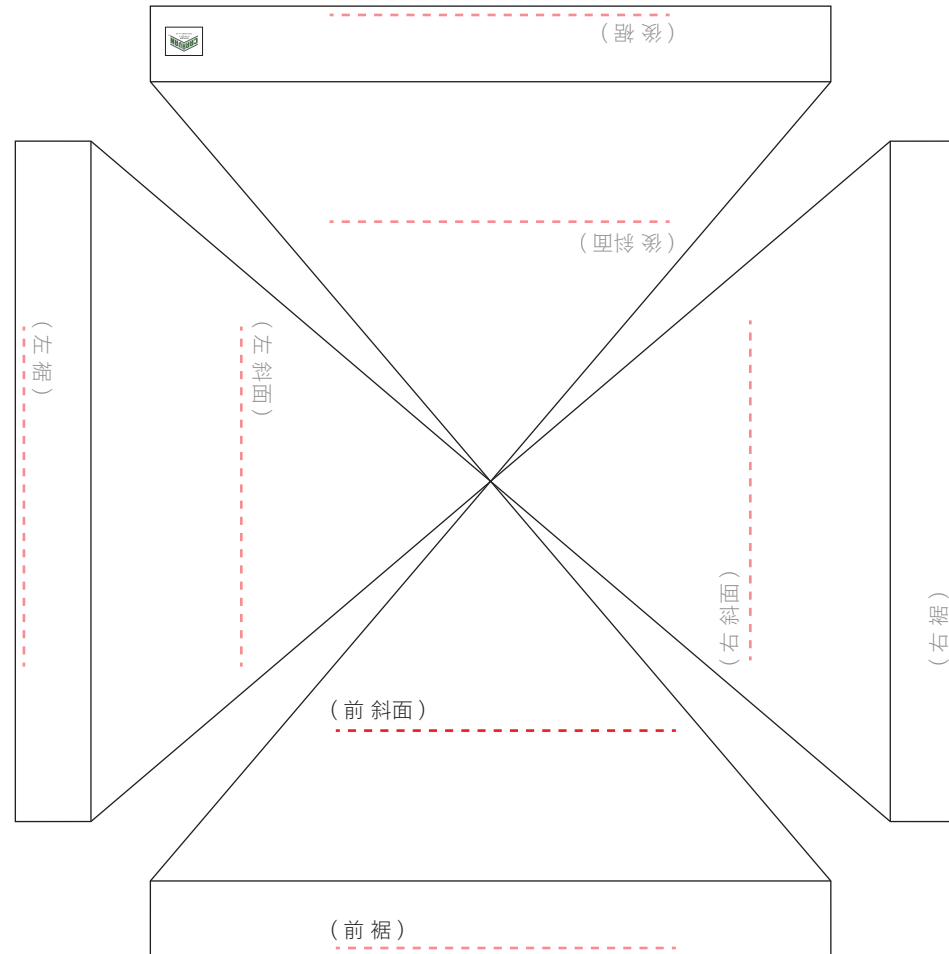 (後 裾)
(後 斜面)
(左 裾)
(左 斜面)
(右 斜面)
(右 裾)
(前 斜面)
(前 裾)
CARAVAN